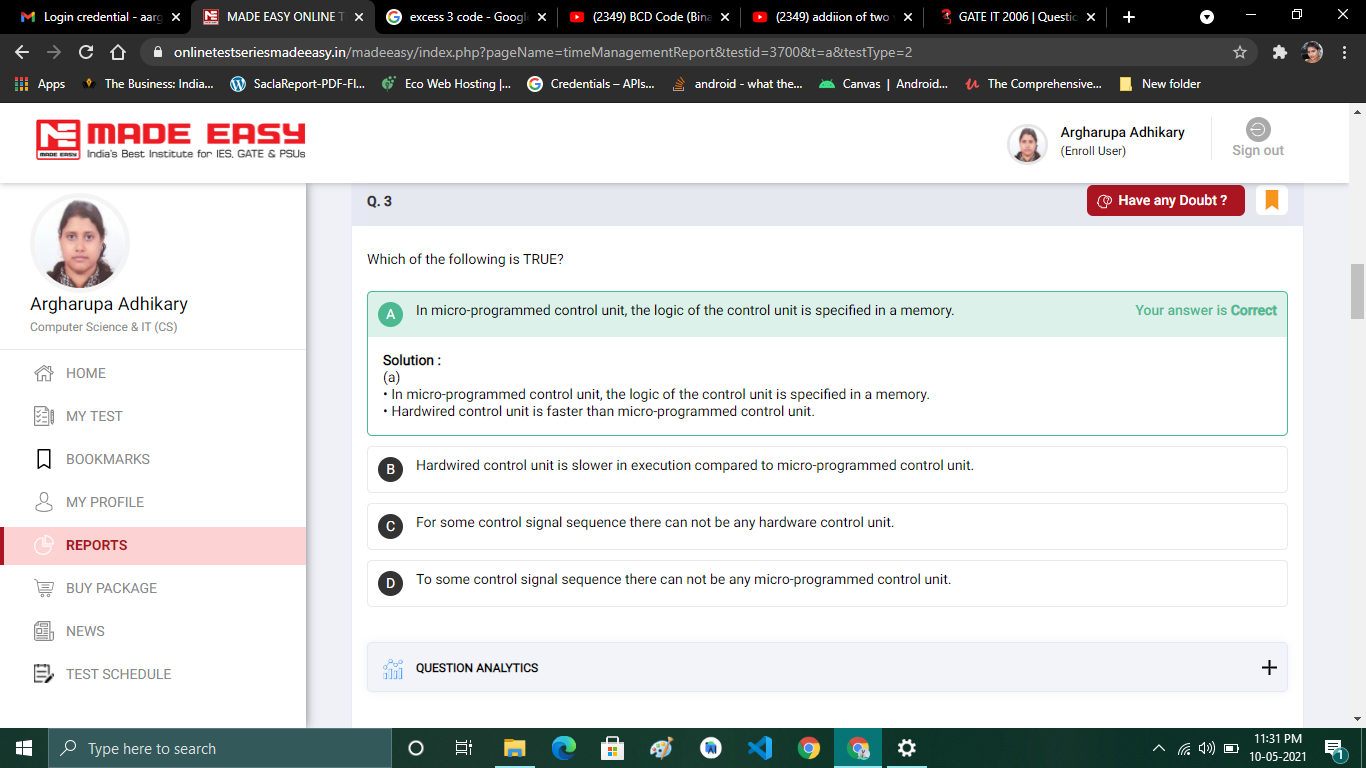 Login credential - aarg
MADE EASY ONLINE T
excess 3 code - Googl
(2349) BCD Code (Bina
(2349) addiion of two
GATE IT 2006 | Questic
onlinetestseriesmadeeasy.in/madeeasy/index.php?pageName=timeManagementReport&testid=3700&t=a&testType=2
Apps
The Business: India...
SaclaReport-PDF-Fl...
Eco Web Hosting |...
Credentials – APIs...
android - what the...
Canvas | Android...
The Comprehensive...
New folder
MADE EASY
MADE EASY
India's Best Institute for IES, GATE & PSUs
Argharupa Adhikary
(Enroll User)
Sign out
Argharupa Adhikary
Computer Science & IT (CS)
HOME
MY TEST
BOOKMARKS
MY PROFILE
REPORTS
BUY PACKAGE
NEWS
TEST SCHEDULE
Q. 3
Have any Doubt ?
Which of the following is TRUE?
A In micro-programmed control unit, the logic of the control unit is specified in a memory. Your answer is Correct
Solution :
(a)
• In micro-programmed control unit, the logic of the control unit is specified in a memory.
• Hardwired control unit is faster than micro-programmed control unit.
B Hardwired control unit is slower in execution compared to micro-programmed control unit.
C For some control signal sequence there can not be any hardware control unit.
D To some control signal sequence there can not be any micro-programmed control unit.
QUESTION ANALYTICS
Type here to search
11:31 PM
10-05-2021
1